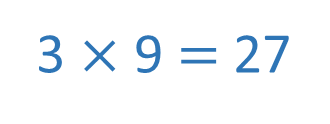 3 × 9 = 27